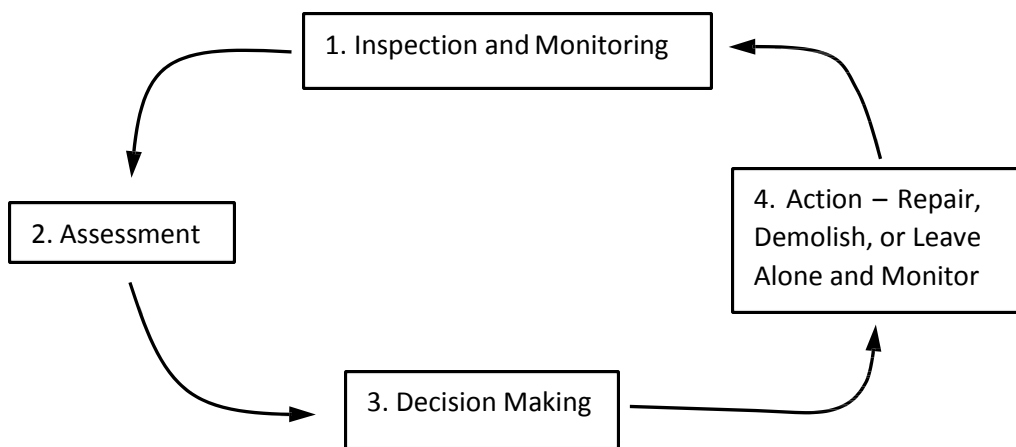 1. Inspection and Monitoring
2. Assessment
3. Decision Making
4. Action – Repair,
Demolish, or Leave
Alone and Monitor